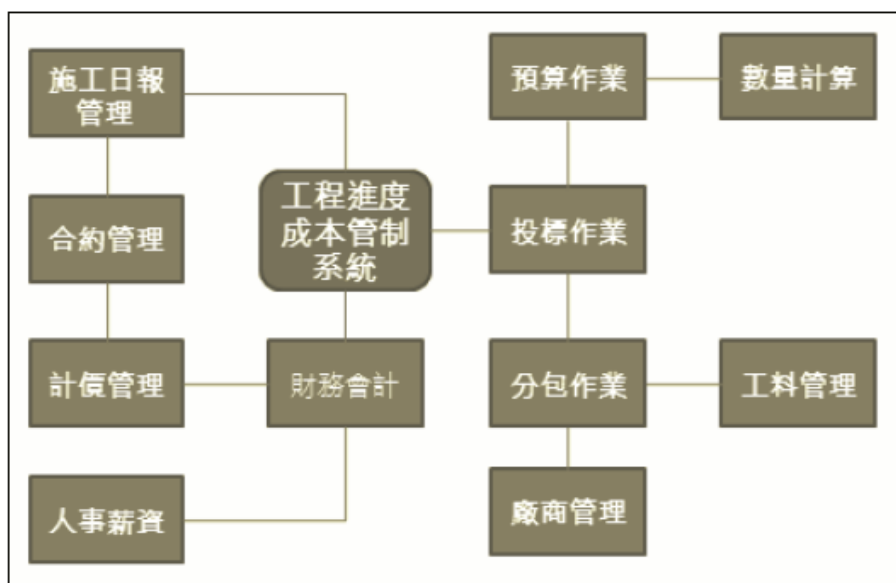 施工日報
管理
預算作業
數量計算
工程進度
成本管制
系統
合約管理
投標作業
計價管理
財務會計
分包作業
工料管理
人事薪資
廠商管理